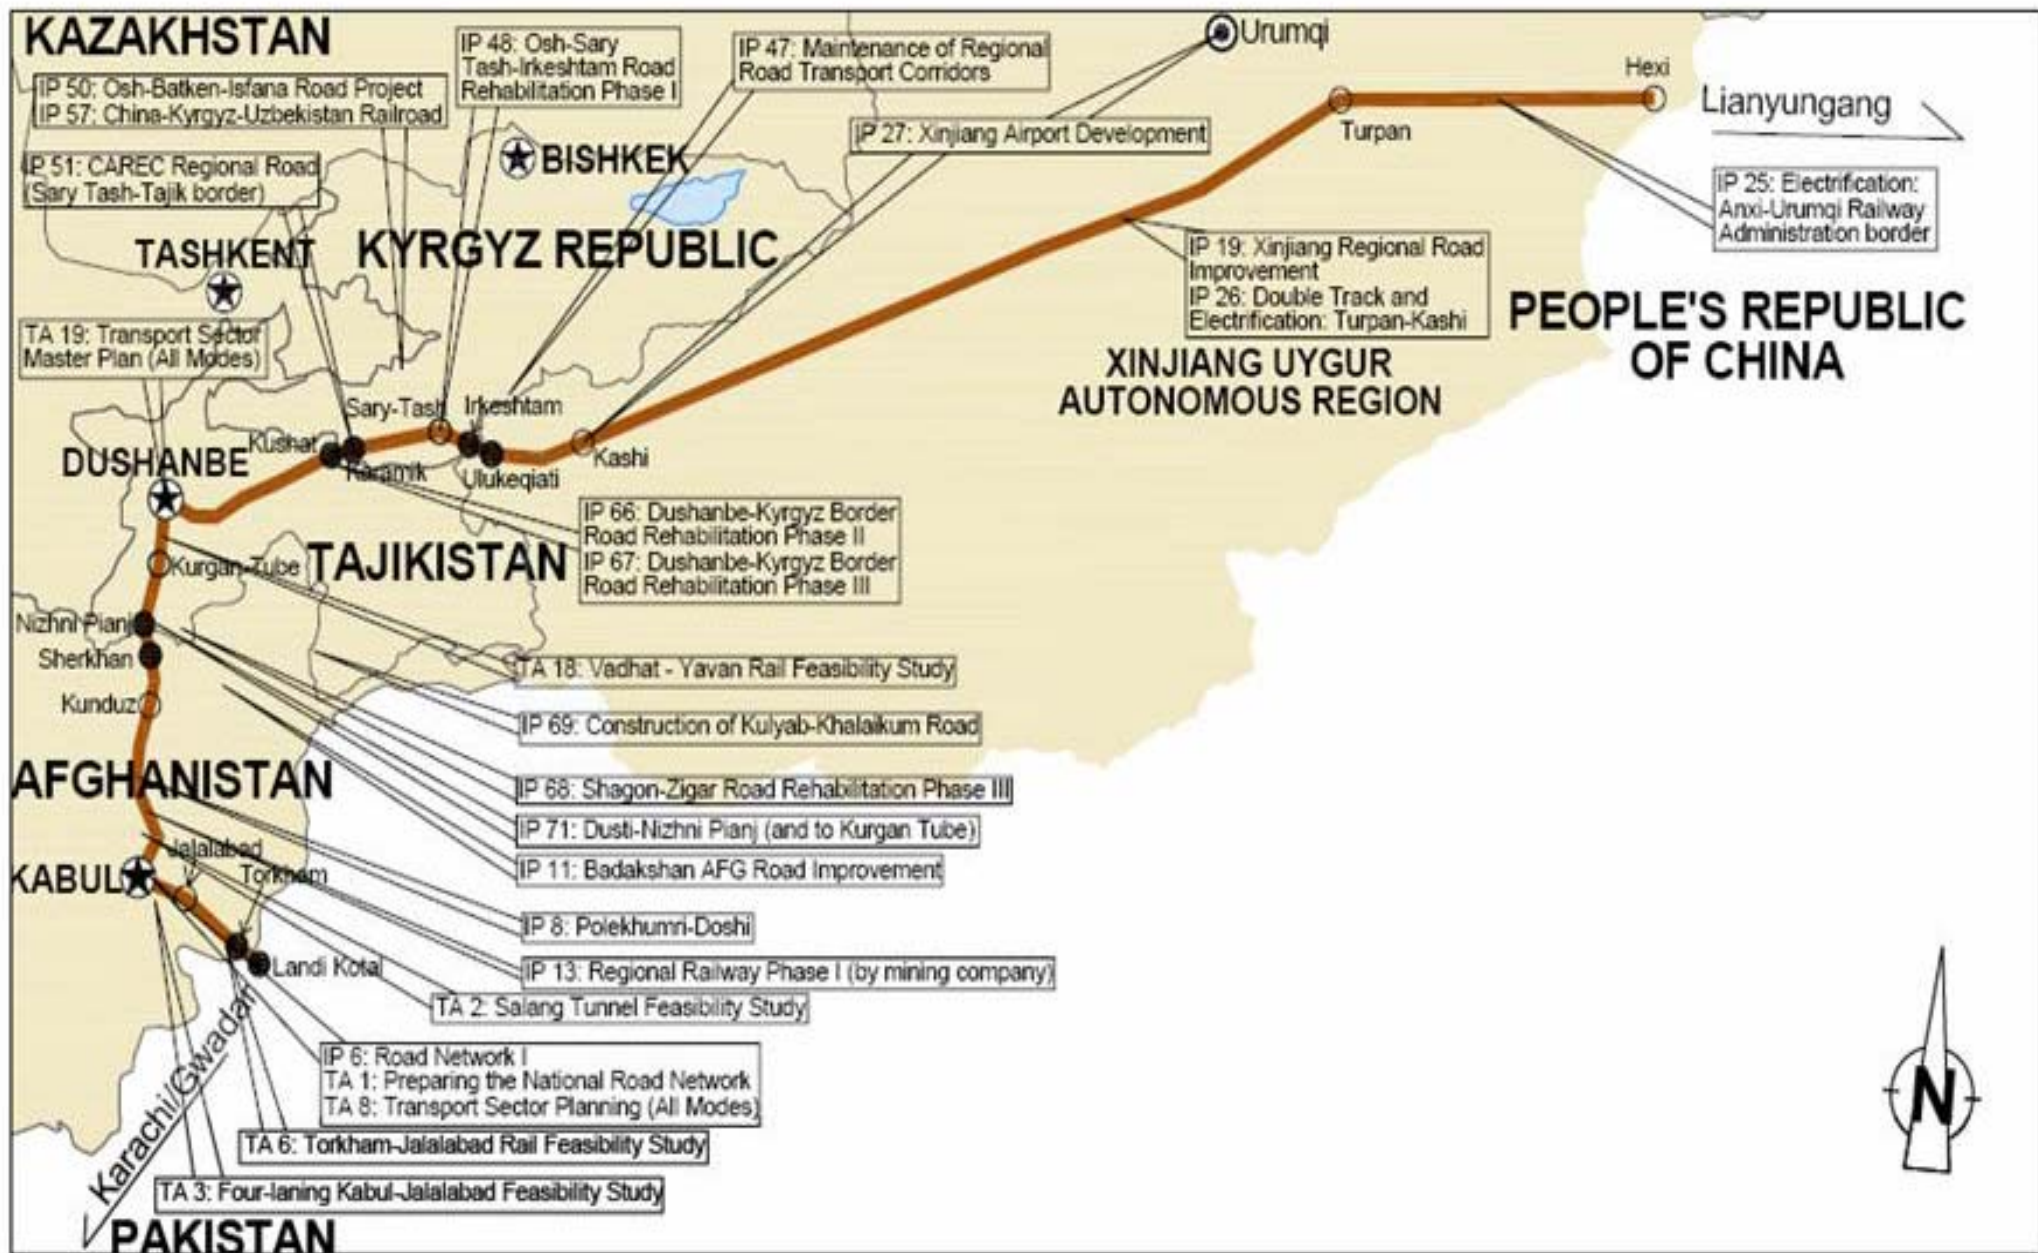 KAZAKHSTAN
IP 50: Osh-Batken-Isfana Road Project
IP 57: China-Kyrgyz-Uzbekistan Railroad
IP 48: Osh-Sary
Tash-Irkeshtam Road
Rehabilitation Phase I
IP 47: Maintenance of Regional
Road Transport Corridors
Urumqi
Hexi
Lianyungang
IP 27: Xinjiang Airport Development
Turpan
IP 51: CAREC Regional Road
(Sary Tash-Tajik border)
BISHKEK
IP 25: Electrification:
Anxi-Urumqi Railway
Administration border
TASHKENT
KYRGYZ REPUBLIC
IP 19: Xinjiang Regional Road
Improvement
IP 26: Double Track and
Electrification: Turpan-Kashi
PEOPLE'S REPUBLIC
OF CHINA
TA 19: Transport Sector
Master Plan (All Modes)
XINJIANG UYGUR
AUTONOMOUS REGION
Sary-Tash
Irkeshtam
Kushat
Karamik
Ulukeqiati
Kashi
DUSHANBE
IP 66: Dushanbe-Kyrgyz Border
Road Rehabilitation Phase II
IP 67: Dushanbe-Kyrgyz Border
Road Rehabilitation Phase III
Kurgan-Tube
TAJIKISTAN
Nizhni Pianj
Sherkhan
Kunduz
TA 18: Vadhat - Yavan Rail Feasibility Study
IP 69: Construction of Kulyab-Khalaikum Road
AFGHANISTAN
IP 68: Shagon-Zigar Road Rehabilitation Phase III
IP 71: Dusti-Nizhni Pianj (and to Kurgan Tube)
IP 11: Badakshan AFG Road Improvement
Jalalabad
KABUL
Torkham
IP 8: Polekhumri-Doshi
Landi Kotal
IP 13: Regional Railway Phase I (by mining company)
TA 2: Salang Tunnel Feasibility Study
IP 6: Road Network I
TA 1: Preparing the National Road Network
TA 8: Transport Sector Planning (All Modes)
TA 6: Torkham-Jalalabad Rail Feasibility Study
TA 3: Four-laning Kabul-Jalalabad Feasibility Study
Karachi/Gwadar
PAKISTAN
N